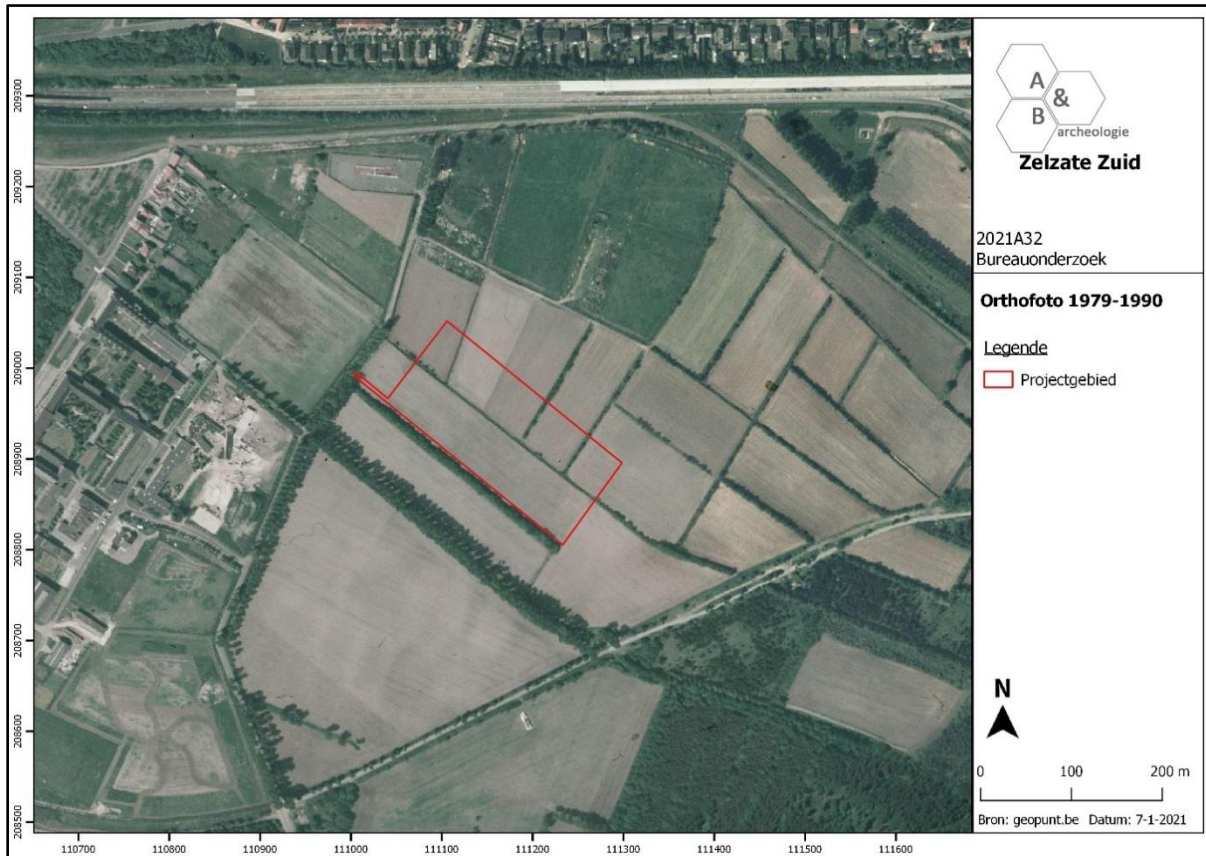 A
&
B
archeologie
Zelzate Zuid
2021A32
Bureauonderzoek
Orthofoto 1979-1990
Legende
Projectgebied
N
0 100 200 m
Bron: geopunt.be Datum: 7-1-2021
209300
209200
209100
209000
208900
208800
208700
208600
208500
110700 110800 110900 111000 111100 111200 111300 111400 111500 111600